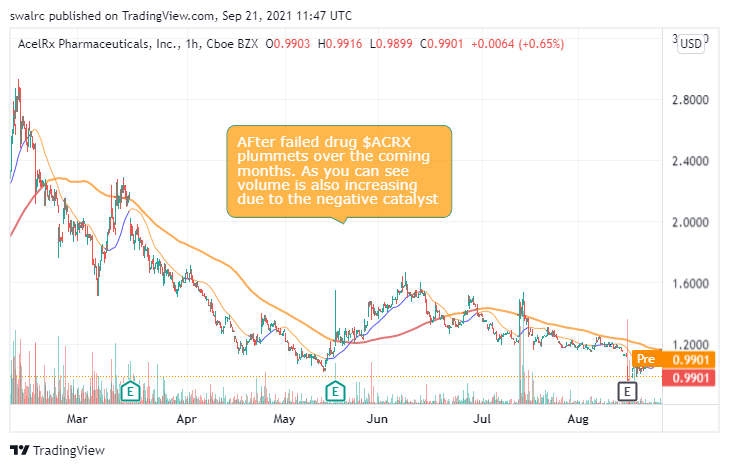 swalrc published on TradingView.com, Sep 21, 2021 11:47 UTC
AcelRx Pharmaceuticals, Inc., 1h, Cboe BZX O0.9903 H0.9916 L0.9899 C0.9901 +0.0064 (+0.65%)
USD
2.8000
AFter failed drug $ACRX
plummets over the coming
months. As you can see
volume is also increasing
due to the negative catalyst
2.4000
2.0000
1.6000
1.2000
Pre 0.9901
0.9901
E E E
Mar May Jun Jul Aug
TradingView